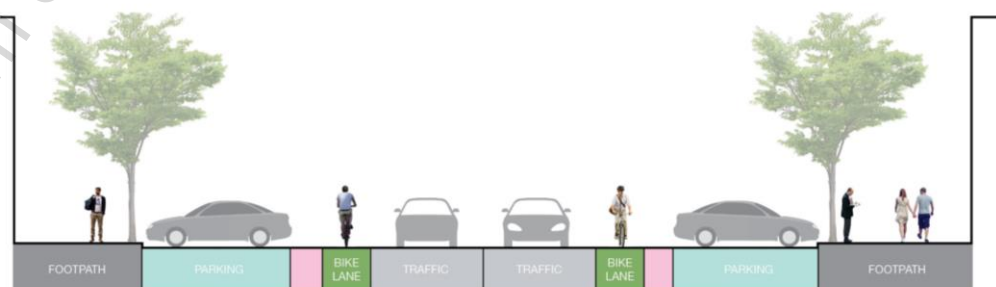 FOOTPATH
PARKING
BIKE
LANE
TRAFFIC
TRAFFIC
BIKE
LANE
PARKING
FOOTPATH